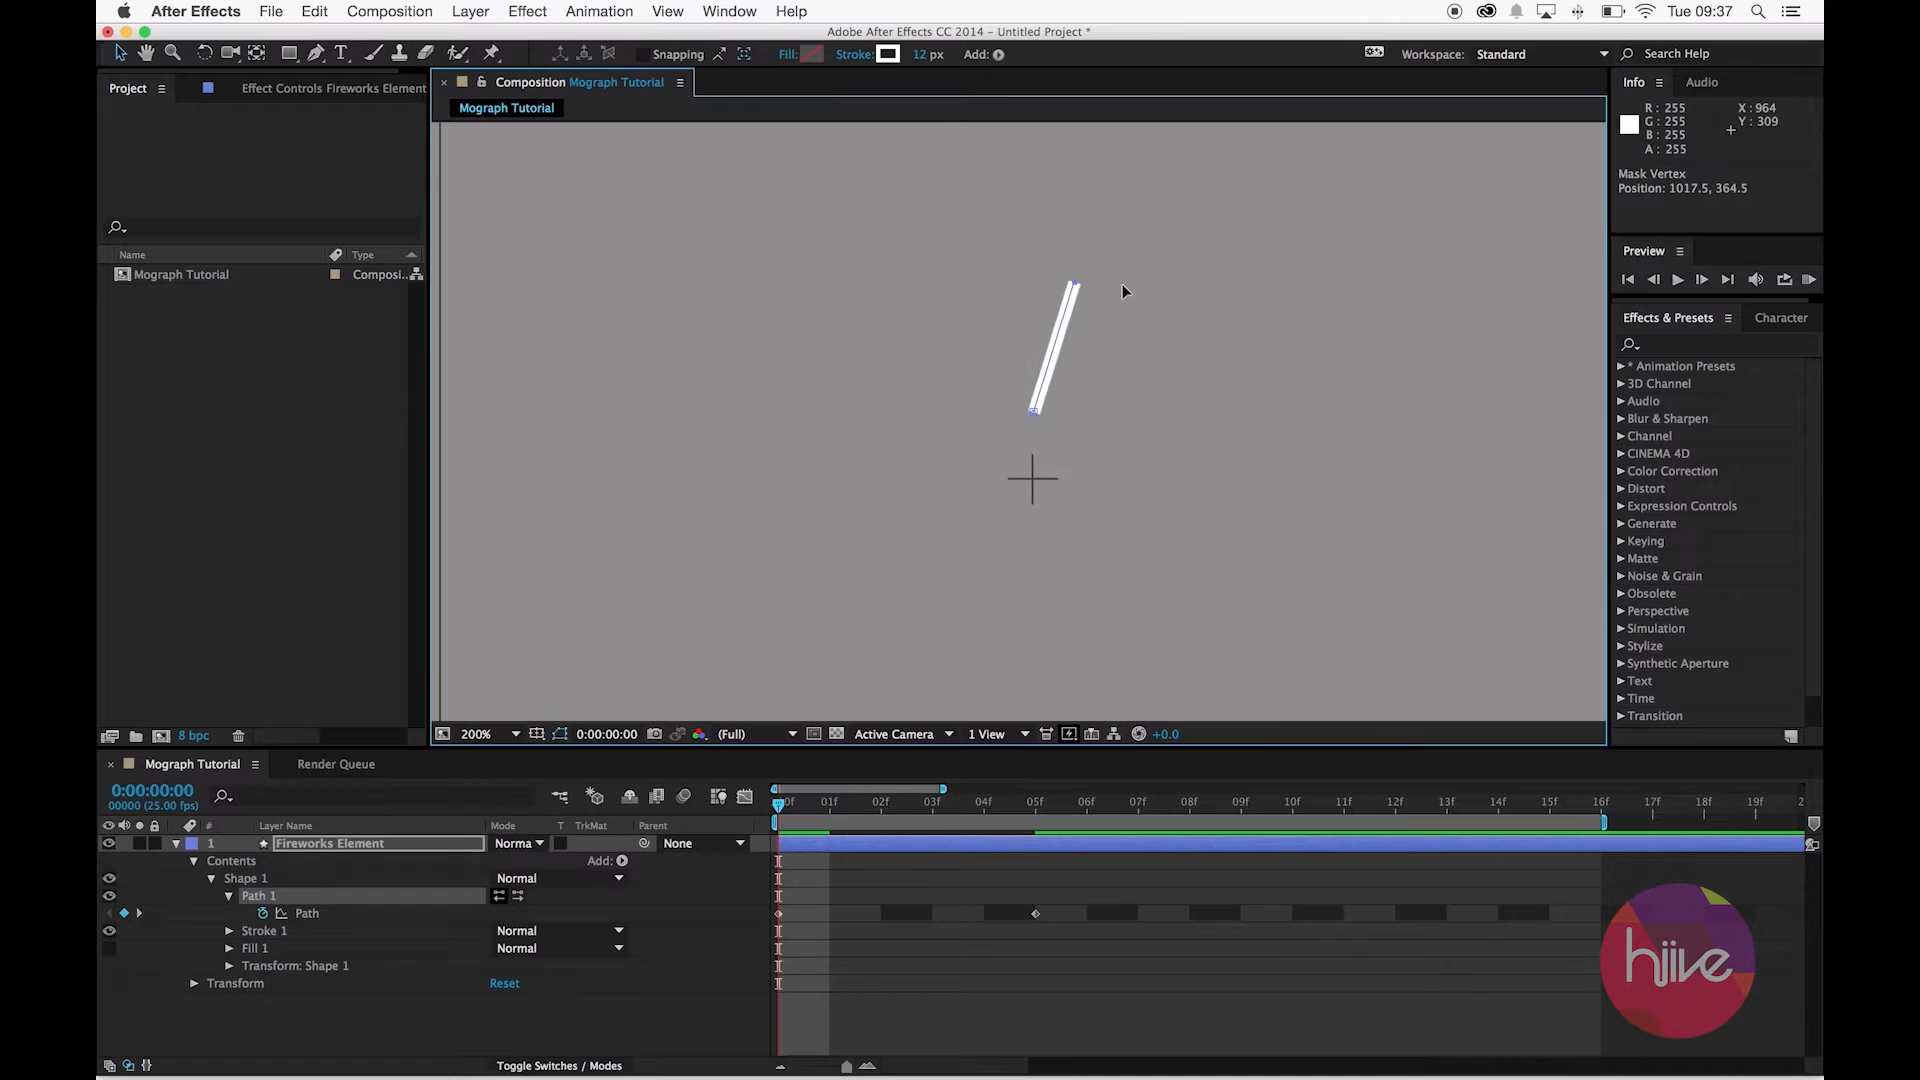 After Effects File Edit Composition Layer Effect Animation View Window Help Tue 09:37
Adobe After Effects CC 2014 – Untitled Project *
Snapping Fill: Stroke: 12 px Add: Workspace: Standard Search Help
Project Effect Controls Fireworks Element
Composition Mograph Tutorial
Mograph Tutorial
Name Type
Mograph Tutorial Composi...
8 bpc
200% 0:00:00:00 (Full) Active Camera 1 View +0.0
Info Audio
R: 255 X: 964
G: 255 Y: 309
B: 255
A: 255
Mask Vertex
Position: 1017.5, 364.5
Preview
Effects & Presets Character
* Animation Presets
3D Channel
Audio
Blur & Sharpen
Channel
CINEMA 4D
Color Correction
Distort
Expression Controls
Generate
Keying
Matte
Noise & Grain
Obsolete
Perspective
Simulation
Stylize
Synthetic Aperture
Text
Time
Transition
Mograph Tutorial Render Queue
0:00:00:00
00000 (25.00 fps)
0f 01f 02f 03f 04f 05f 06f 07f 08f 09f 10f 11f 12f 13f 14f 15f 16f 17f 18f 19f 2
# Layer Name Mode T TrkMat Parent
1 Fireworks Element Norma None
Contents Add:
Shape 1 Normal
Path 1
Path
Stroke 1 Normal
Fill 1 Normal
Transform: Shape 1
Transform Reset
Toggle Switches / Modes
hiive